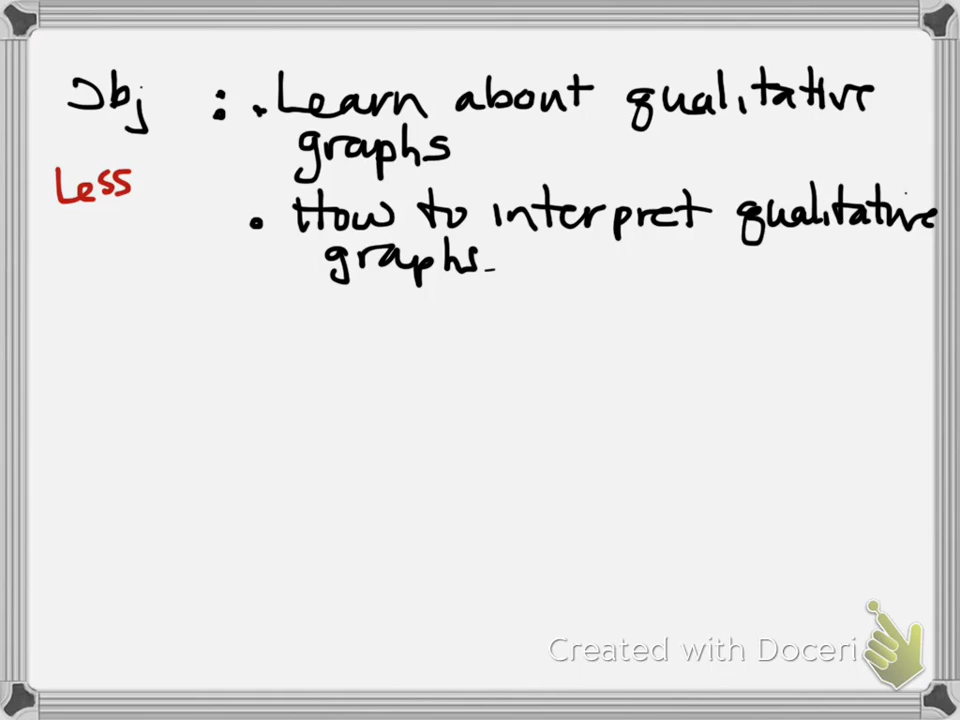 Obj : • Learn about qualitative
graphs
Less
• How to interpret qualitative
graphs.
Created with Doceri